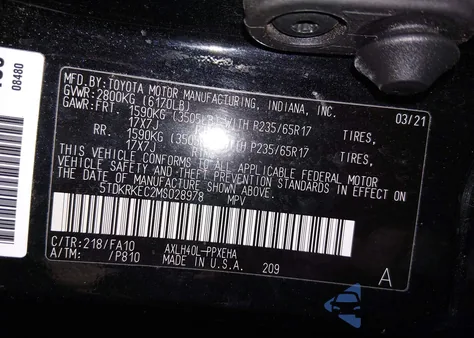 MFD.BY:TOYOTA MOTOR MANUFACTURING, INDIANA, INC. 03/21
GVWR:2800KG (6170LB)
GAWR:FRT. 1590KG (3505LB) WITH P235/65R17 TIRES,
17X7J
RR. 1590KG (350 TH P235/65R17 TIRES,
17X7J
THIS VEHICLE CONFORMS TO ALL APPLICABLE FEDERAL MOTOR
VEHICLE SAFETY AND THEFT PREVENTION STANDARDS IN EFFECT ON
THE DATE OF MANUFACTURE SHOWN ABOVE.
5TDKRKEC2MS028978 MPV
C/TR:218/FA10 AXLH40L-PPXEHA
A/TM: /P810 MADE IN U.S.A. 209
A
08480